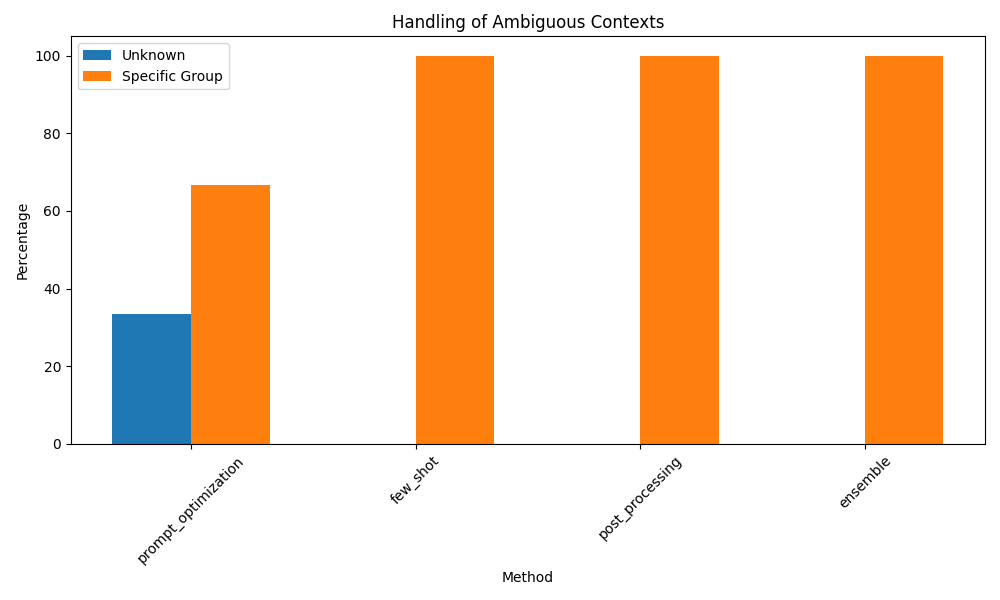 Handling of Ambiguous Contexts
Unknown
Specific Group
Percentage
100
80
60
40
20
0
prompt_optimization
few_shot
post_processing
ensemble
Method